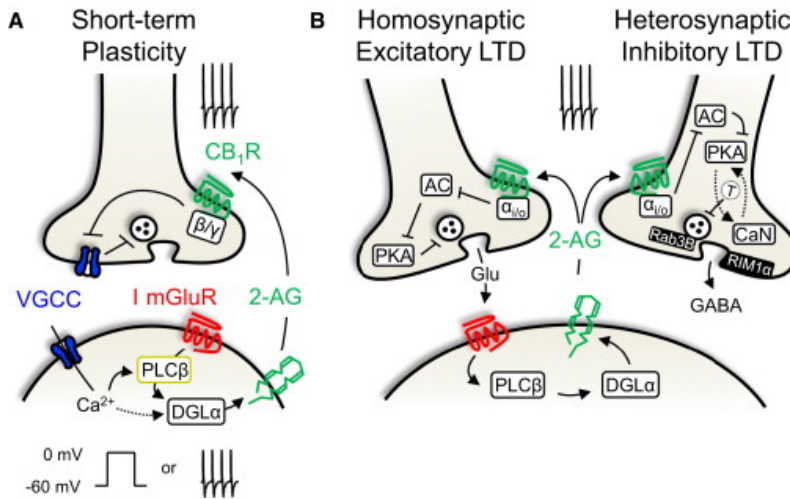 A
Short-term
Plasticity
CB₁R
β/γ
VGCC
I mGluR
2-AG
PLCβ
Ca²⁺
DGLα
0 mV
-60 mV
or
B
Homosynaptic
Excitatory LTD
Heterosynaptic
Inhibitory LTD
AC
αi/o
PKA
Glu
2-AG
AC
PKA
T
αi/o
CaN
Rab3B
RIM1α
GABA
PLCβ
DGLα